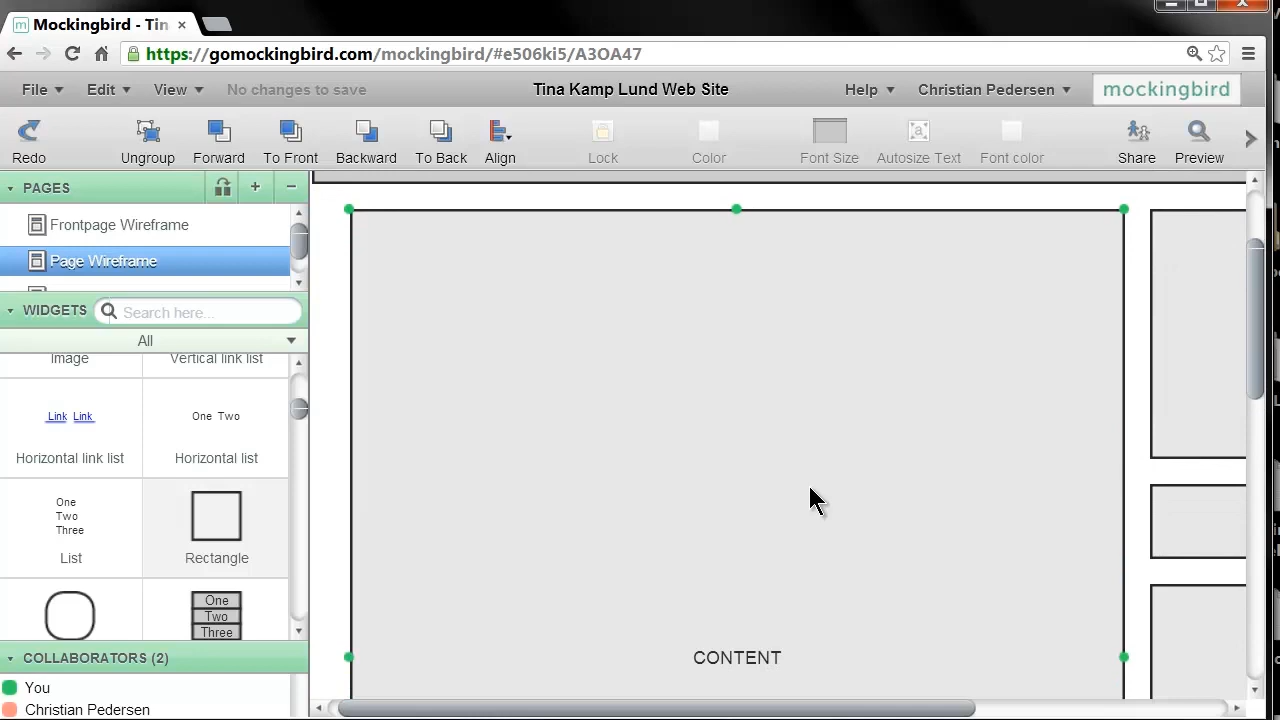 Mockingbird - Tin
https://gomockingbird.com/mockingbird/#e506ki5/A3OA47
File Edit View No changes to save Tina Kamp Lund Web Site Help Christian Pedersen mockingbird
Redo Ungroup Forward To Front Backward To Back Align Lock Color Font Size Autosize Text Font color Share Preview
PAGES
Frontpage Wireframe
Page Wireframe
WIDGETS Search here...
All
Image Vertical link list
Link Link One Two
Horizontal link list Horizontal list
One
Two
Three
List Rectangle
One
Two
Three
CONTENT
COLLABORATORS (2)
You
Christian Pedersen